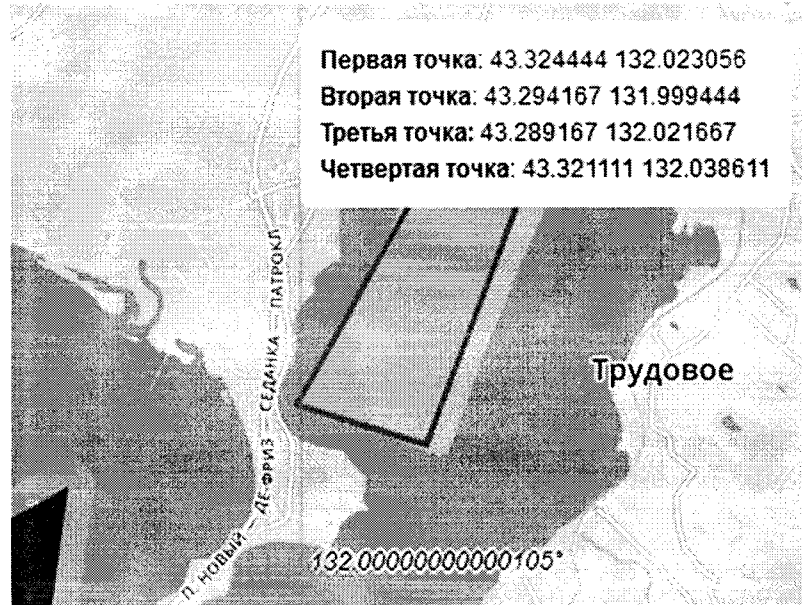 Первая точка: 43.324444 132.023056
Вторая точка: 43.294167 131.999444
Третья точка: 43.289167 132.021667
Четвертая точка: 43.321111 132.038611
П. НОВЫЙ — ДЕ-ФРИЗ — СЕДАНКА — ПАТРОКЛ
Трудовое
132.00000000000105°